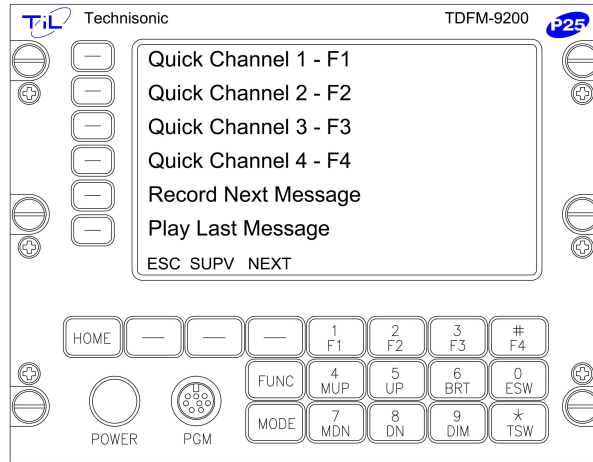 TiL Technisonic TDFM-9200 P25
Quick Channel 1 - F1
Quick Channel 2 - F2
Quick Channel 3 - F3
Quick Channel 4 - F4
Record Next Message
Play Last Message
ESC SUPV NEXT
HOME 1 2 3 #
F1 F2 F3 F4
FUNC 4 5 6 0
MUP UP BRT ESW
MODE 7 8 9 *
MDN DN DIM TSW
POWER PGM